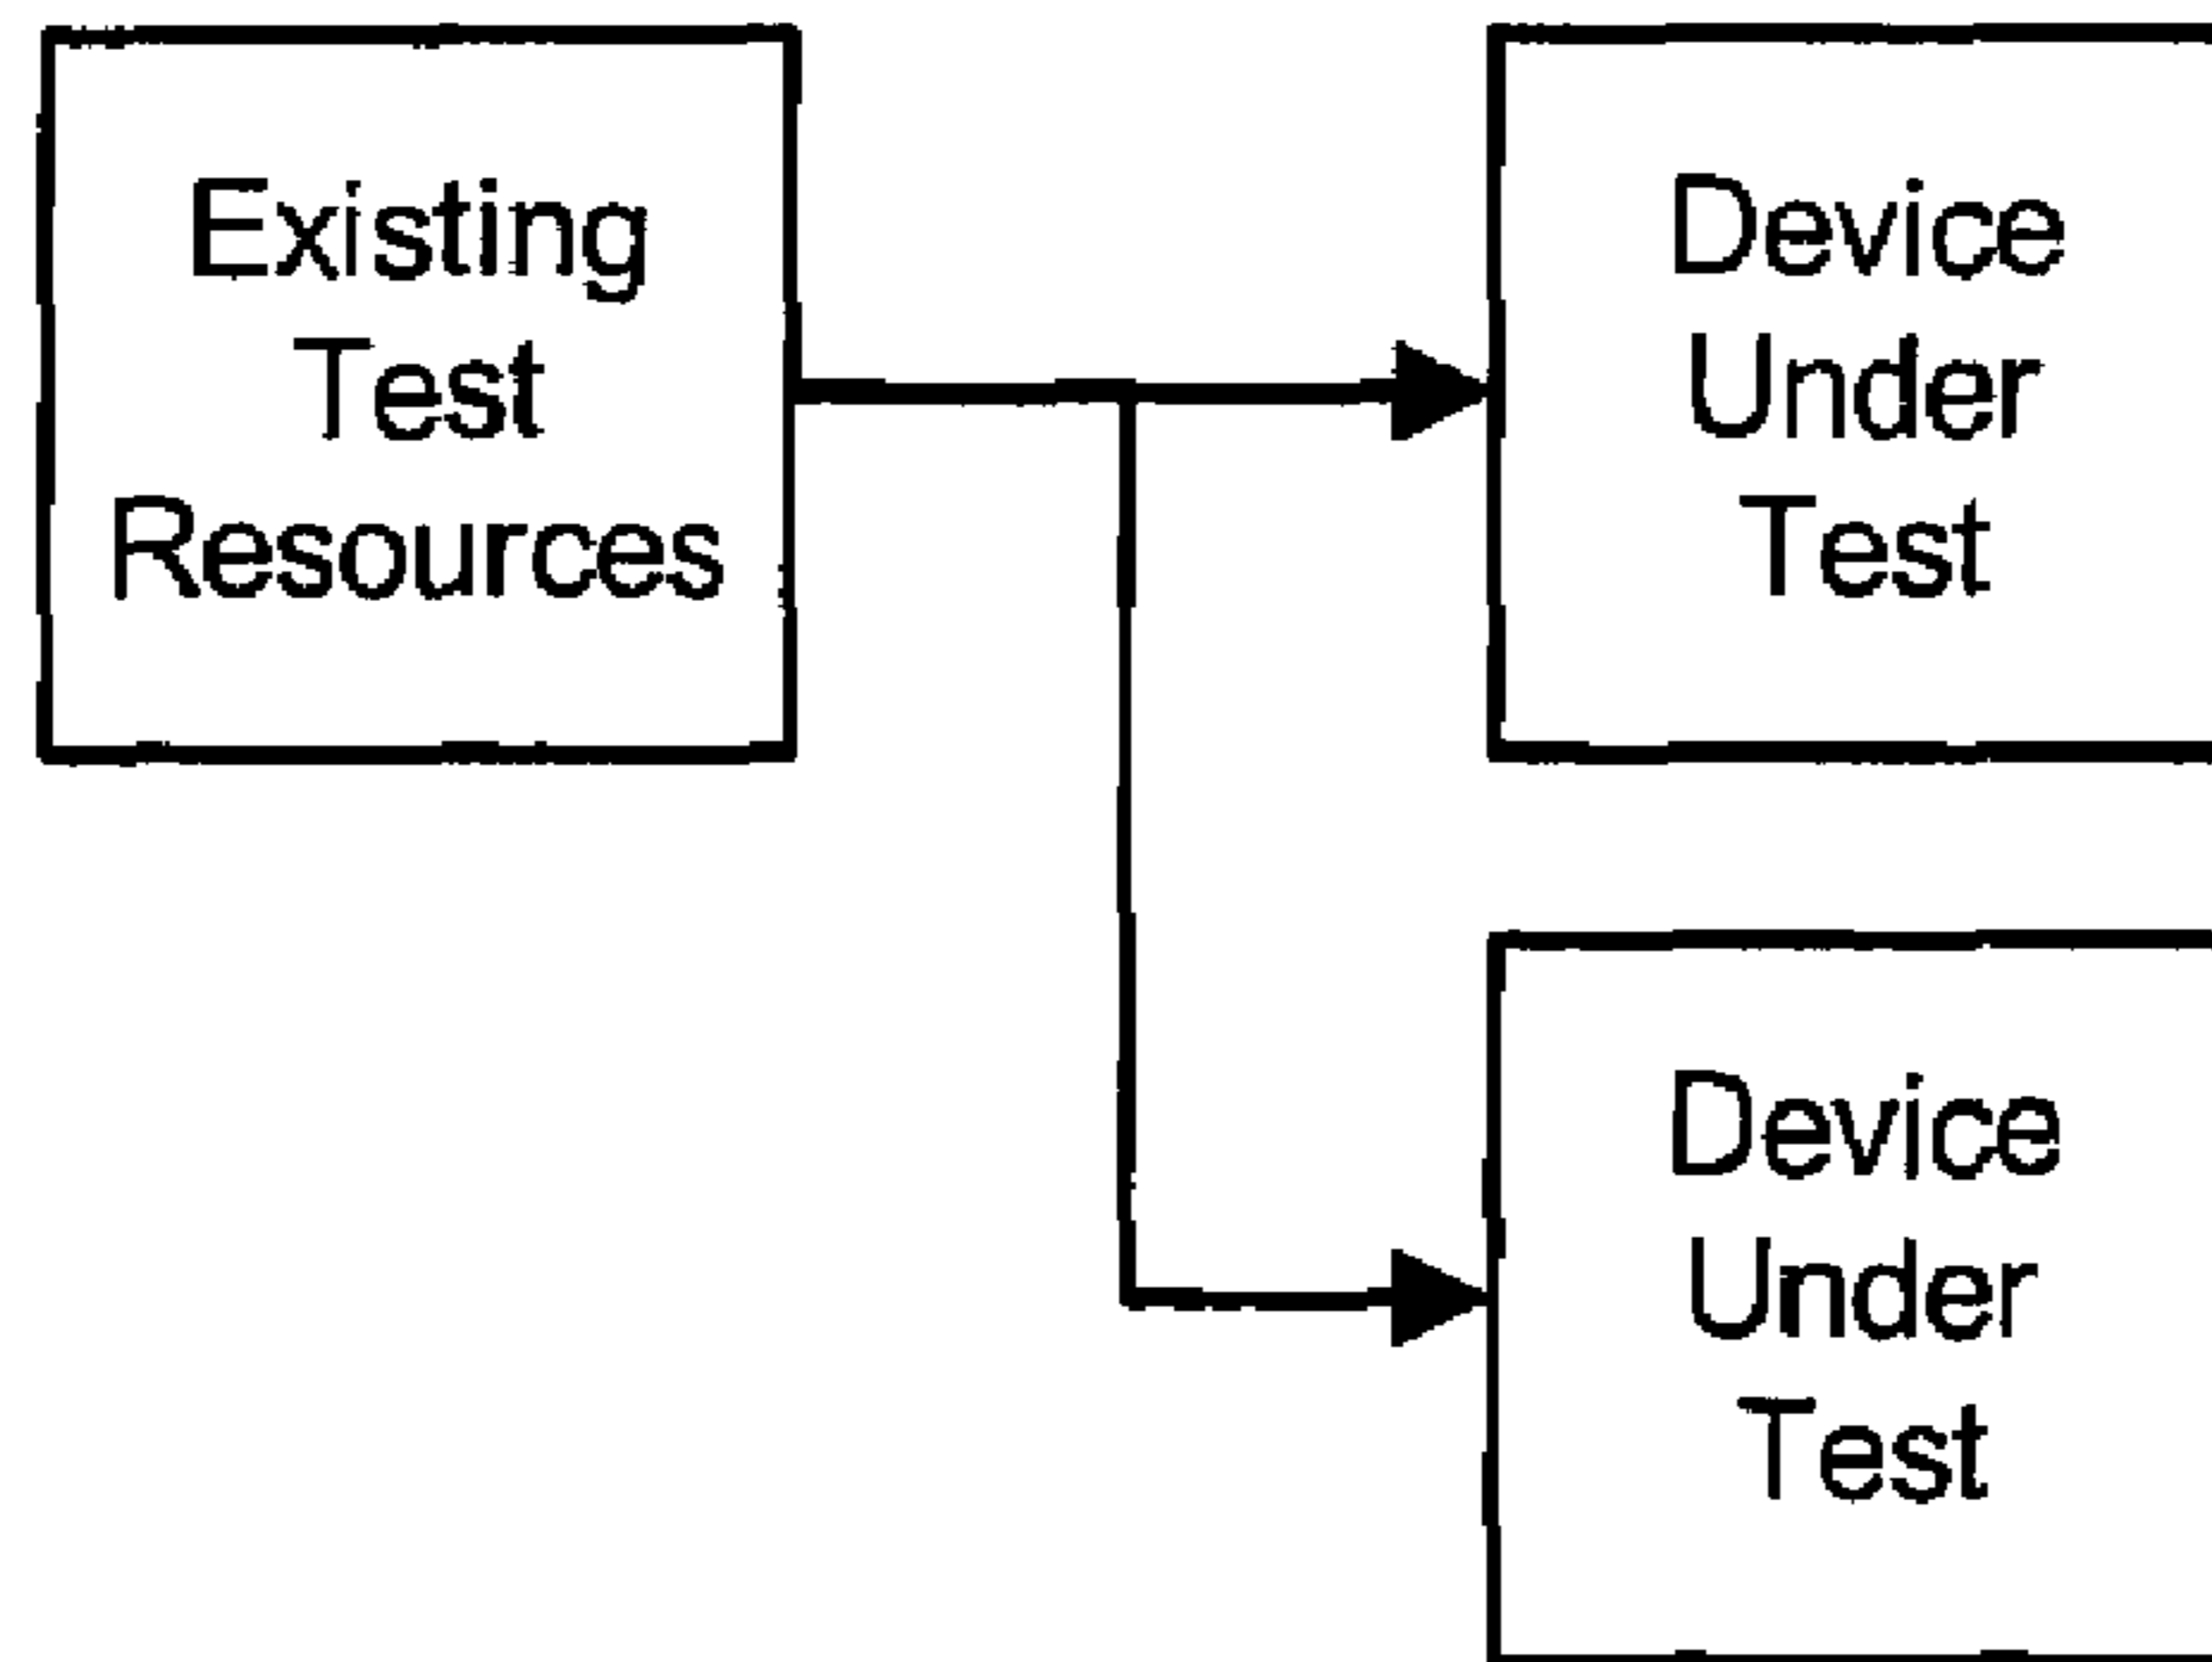 Existing
Test
Resources
Device
Under
Test
Device
Under
Test